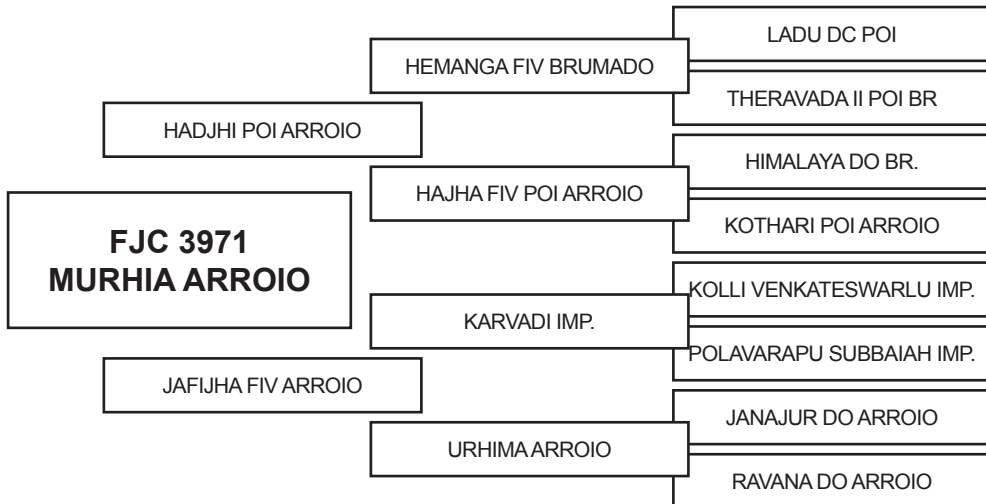 LADU DC POI
HEMANGA FIV BRUMADO
THERAVADA II POI BR
HADJHI POI ARROIO
HIMALAYA DO BR.
HAJHA FIV POI ARROIO
KOTHARI POI ARROIO
FJC 3971
MURHIA ARROIO
KOLLI VENKATESWARLU IMP.
KARVADI IMP.
POLAVARAPU SUBBAIAH IMP.
JAFIJHA FIV ARROIO
JANAJUR DO ARROIO
URHIMA ARROIO
RAVANA DO ARROIO